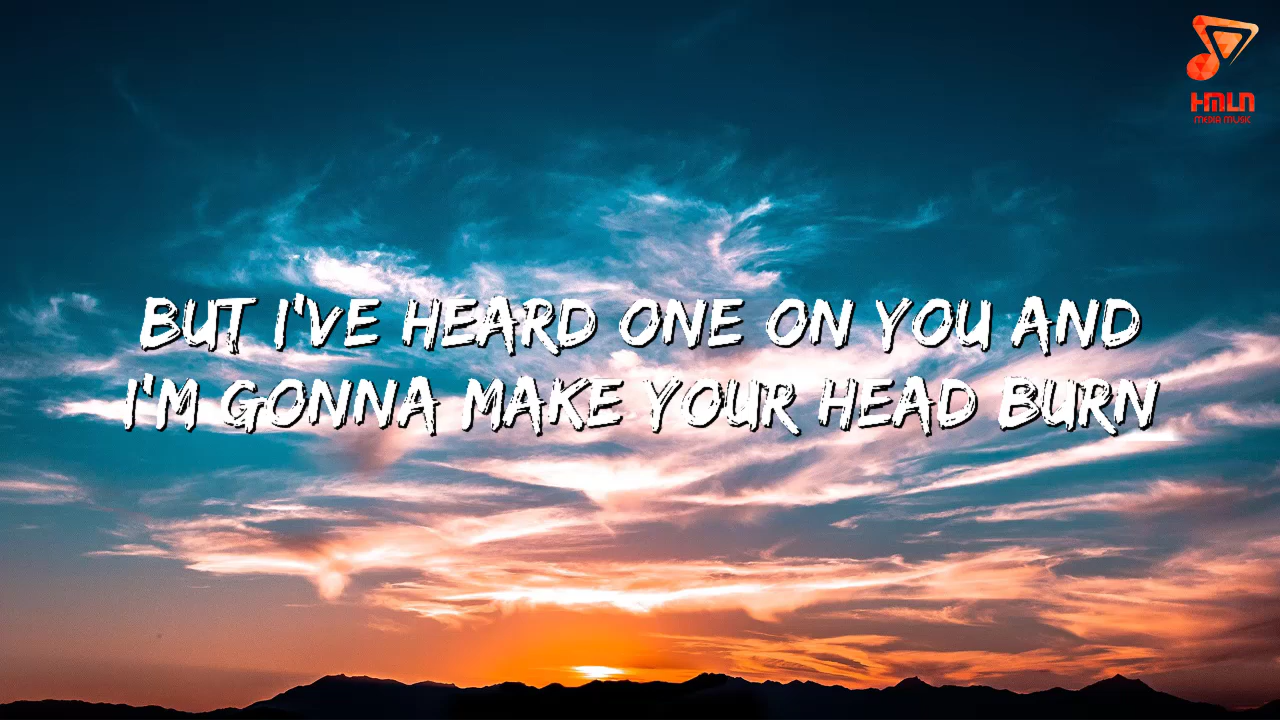 HMLN
MEDIA MUSIC
BUT I'VE HEARD ONE ON YOU AND
I'M GONNA MAKE YOUR HEAD BURN